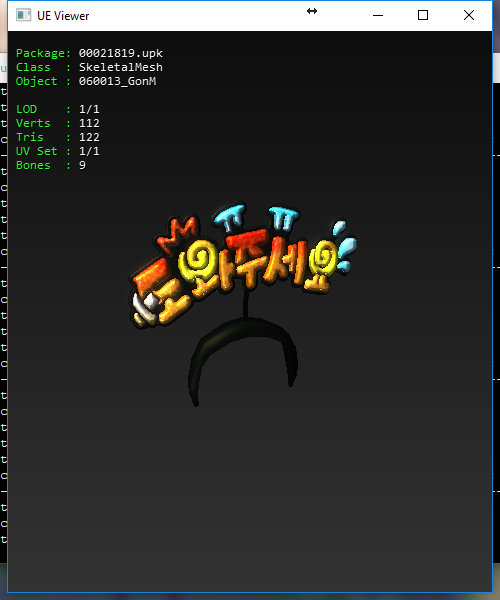 UE Viewer
Package: 00021819.upk
Class : SkeletalMesh
Object : 060013_GonM
LOD : 1/1
Verts : 112
Tris : 122
UV Set : 1/1
Bones : 9
ㅠㅠ
도와주세요